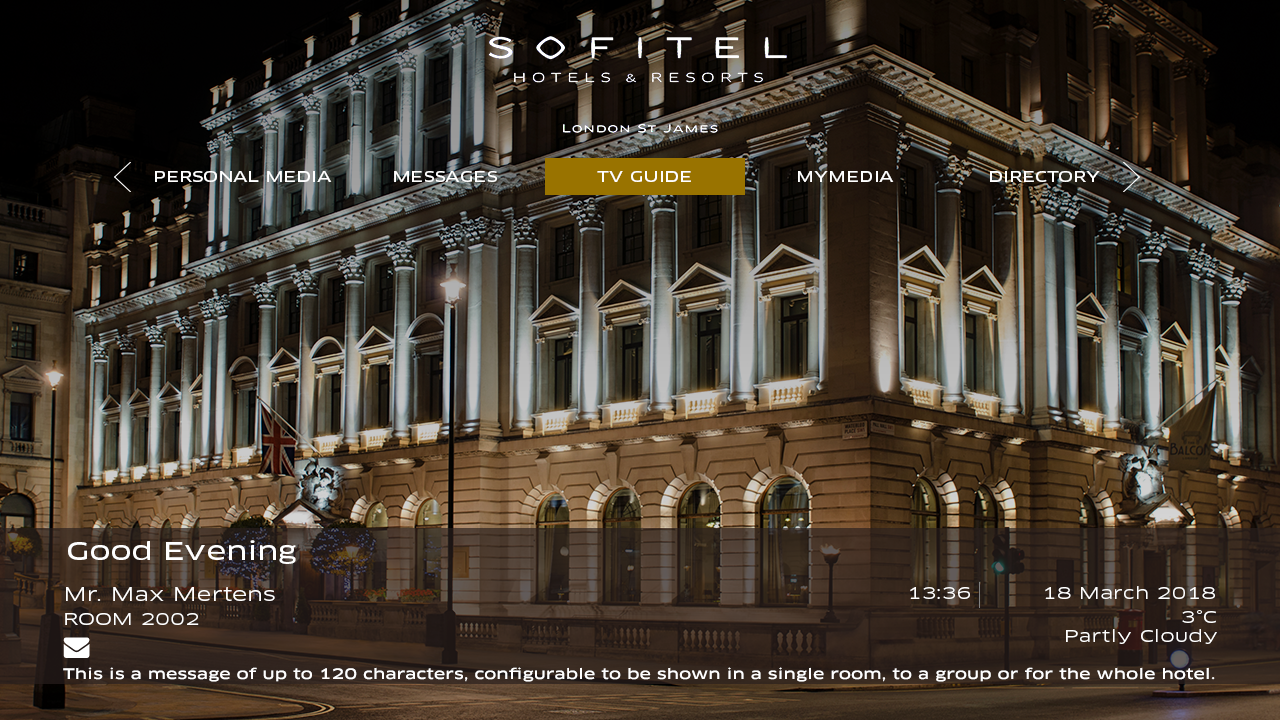 SOFITEL
HOTELS & RESORTS
LONDON ST JAMES
PERSONAL MEDIA MESSAGES TV GUIDE MYMEDIA DIRECTORY
BALCON
Good Evening
Mr. Max Mertens 13:36 18 March 2018
ROOM 2002 3°C
Partly Cloudy
This is a message of up to 120 characters, configurable to be shown in a single room, to a group or for the whole hotel.